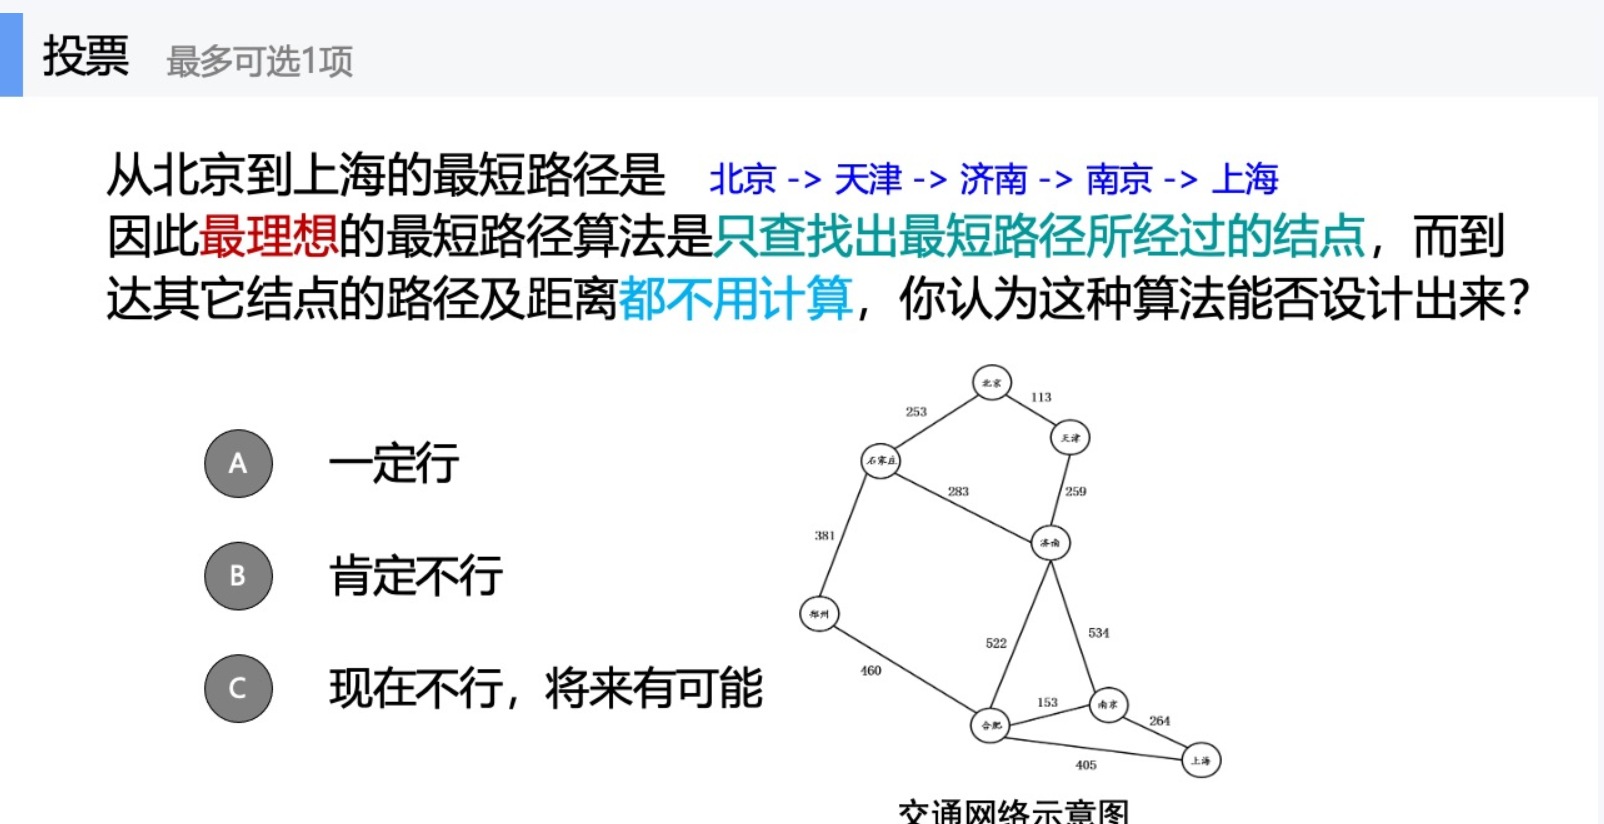 投票 最多可选1项
从北京到上海的最短路径是 北京 -> 天津 -> 济南 -> 南京 -> 上海
因此最理想的最短路径算法是只查找出最短路径所经过的结点，而到
达其它结点的路径及距离都不用计算，你认为这种算法能否设计出来？
A 一定行
B 肯定不行
C 现在不行，将来有可能
北京
253
113
天津
石家庄
283
259
381
济南
郑州
522
534
460
153
南京
264
合肥
405
上海
交通网络示意图